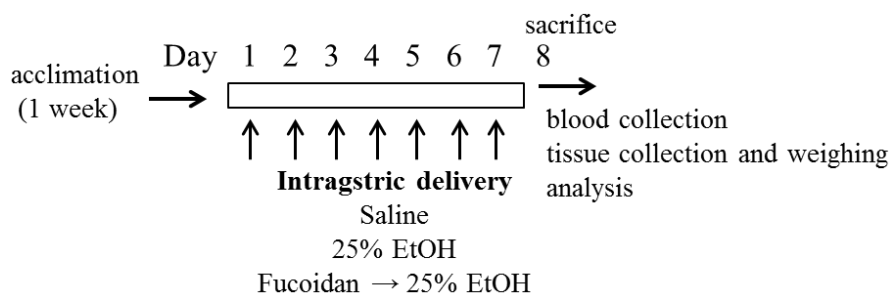 sacrifice
Day 1 2 3 4 5 6 7 8
acclimation
(1 week)
blood collection
tissue collection and weighing
analysis
Intragstric delivery
Saline
25% EtOH
Fucoidan → 25% EtOH